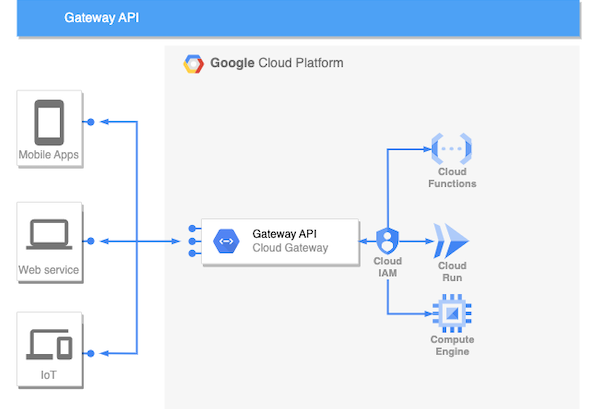 Gateway API
Google Cloud Platform
Mobile Apps
Web service
IoT
Gateway API
Cloud Gateway
Cloud
IAM
Cloud
Functions
Cloud
Run
Compute
Engine